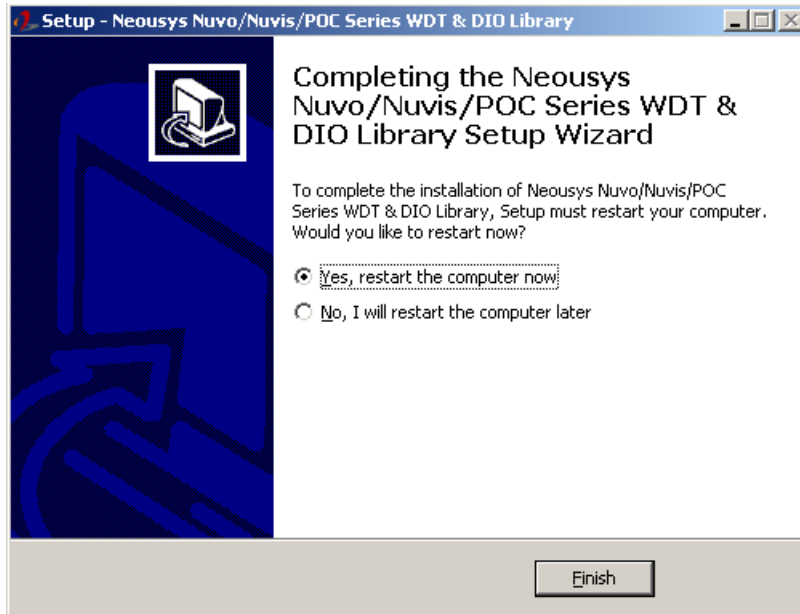 Setup - Neousys Nuvo/Nuvis/POC Series WDT & DIO Library
Completing the Neousys
Nuvo/Nuvis/POC Series WDT &
DIO Library Setup Wizard
To complete the installation of Neousys Nuvo/Nuvis/POC
Series WDT & DIO Library, Setup must restart your computer.
Would you like to restart now?
Yes, restart the computer now
No, I will restart the computer later
Finish